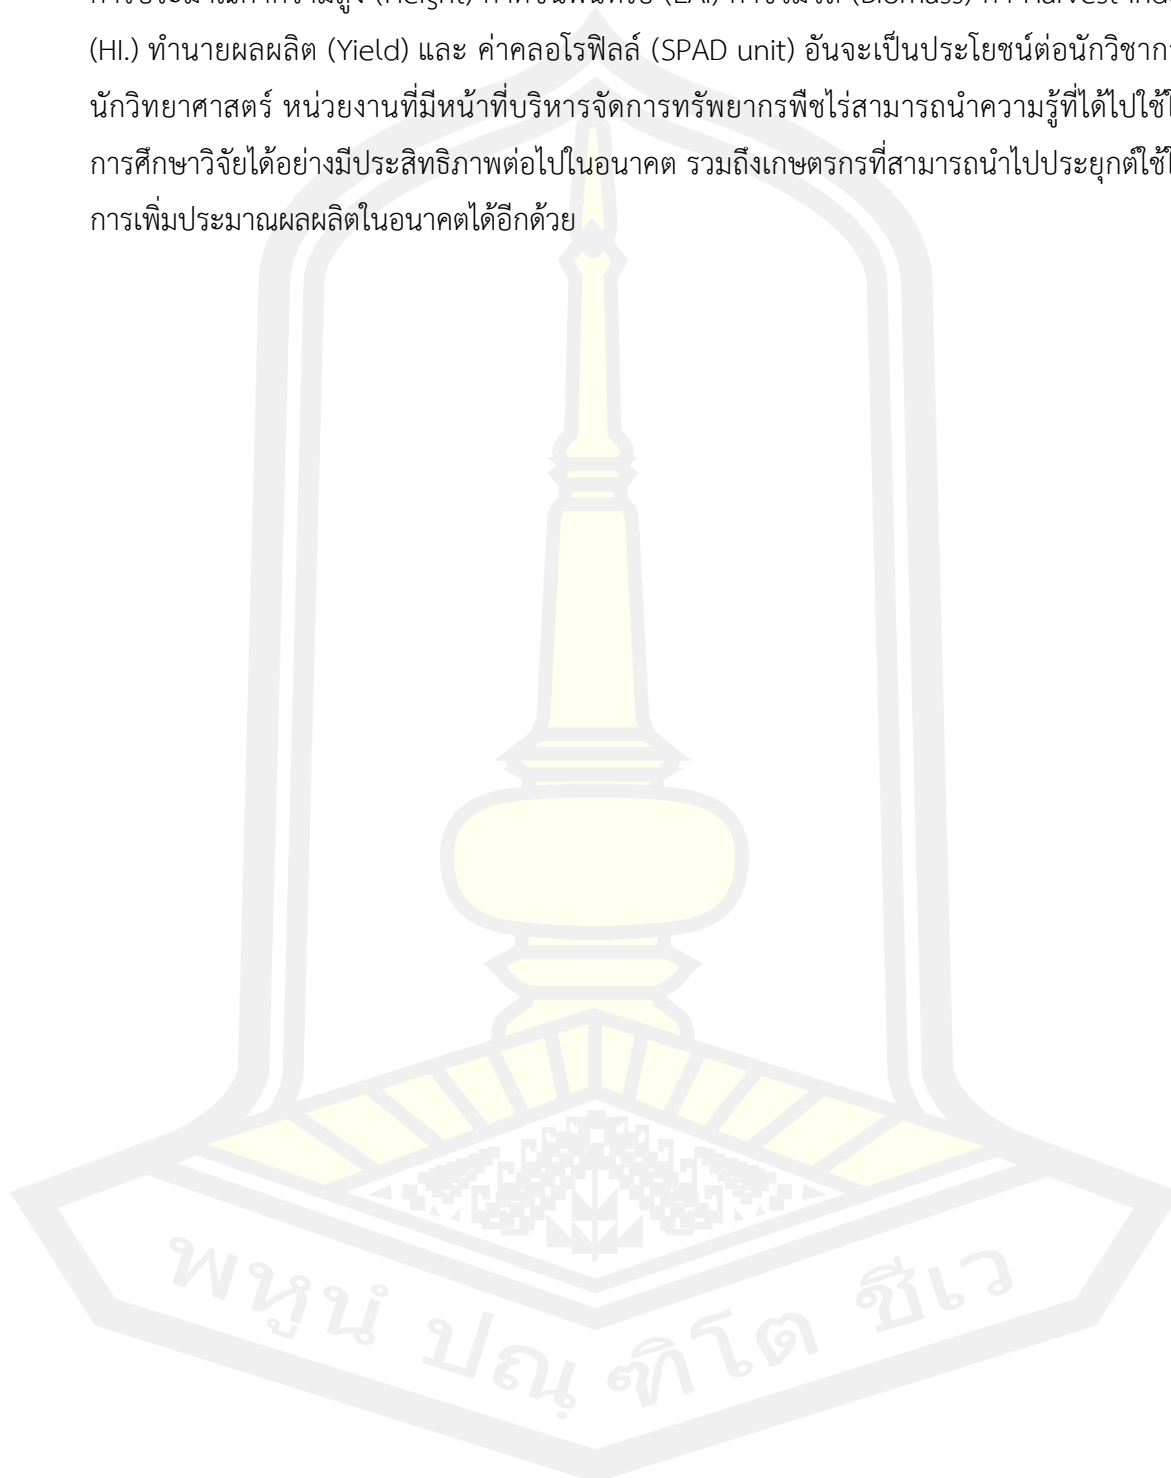 (HI.) ทำนายผลผลิต (Yield) และ ค่าคลอโรฟิลล์ (SPAD unit) อันจะเป็นประโยชน์ต่อนักวิชาการ
นักวิทยาศาสตร์ หน่วยงานที่มีหน้าที่บริหารจัดการทรัพยากรพืชไร่สามารถนำความรู้ที่ได้ไปใช้
การศึกษาวิจัยได้อย่างมีประสิทธิภาพต่อไปในอนาคต รวมถึงเกษตรกรที่สามารถนำไปประยุกต์ใช้
การเพิ่มประมาณผลผลิตในอนาคตได้อีกด้วย
พหูนํ ปณฺฑิโต ชีเว